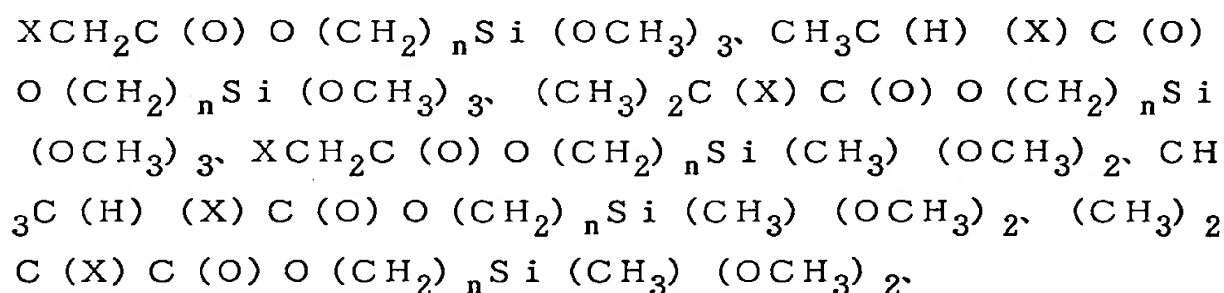 XCH₂C (O) O (CH₂) ₙSi (OCH₃) ₃、 CH₃C (H) (X) C (O)
O (CH₂) ₙSi (OCH₃) ₃、 (CH₃) ₂C (X) C (O) O (CH₂) ₙSi
(OCH₃) ₃、 XCH₂C (O) O (CH₂) ₙSi (CH₃) (OCH₃) ₂、 CH
₃C (H) (X) C (O) O (CH₂) ₙSi (CH₃) (OCH₃) ₂、 (CH₃) ₂
C (X) C (O) O (CH₂) ₙSi (CH₃) (OCH₃) ₂、